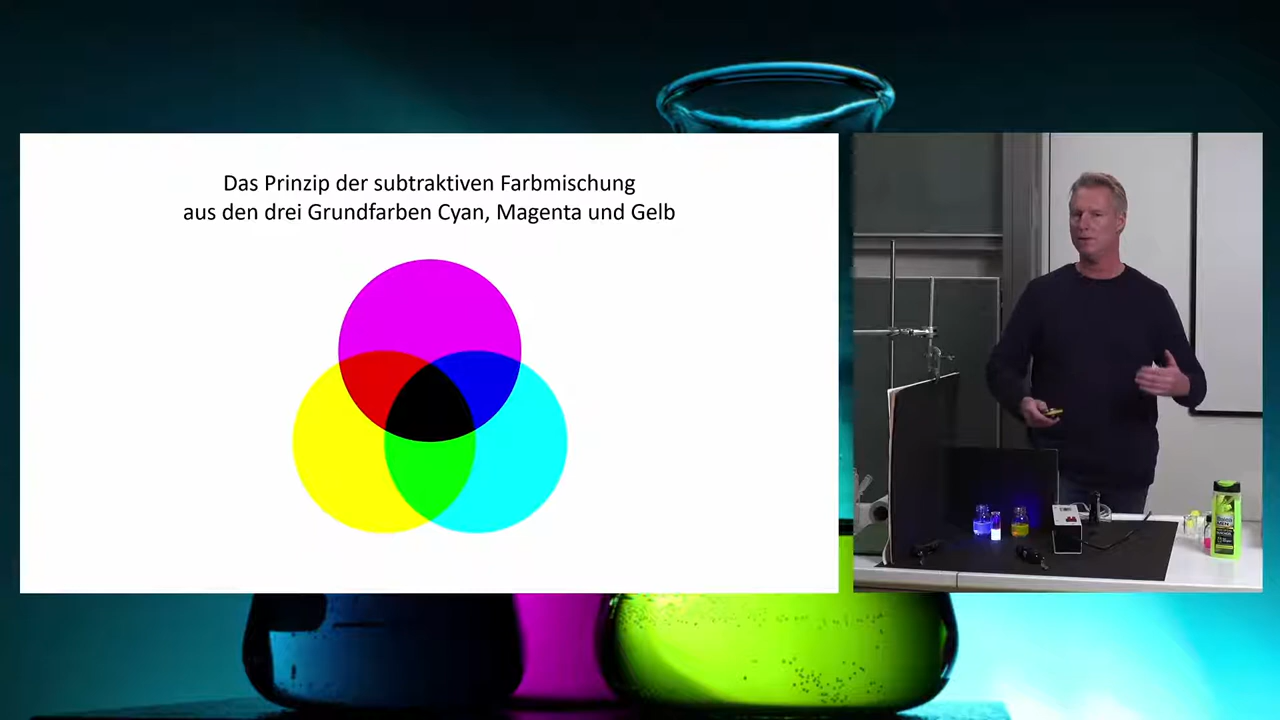 Das Prinzip der subtraktiven Farbmischung
aus den drei Grundfarben Cyan, Magenta und Gelb